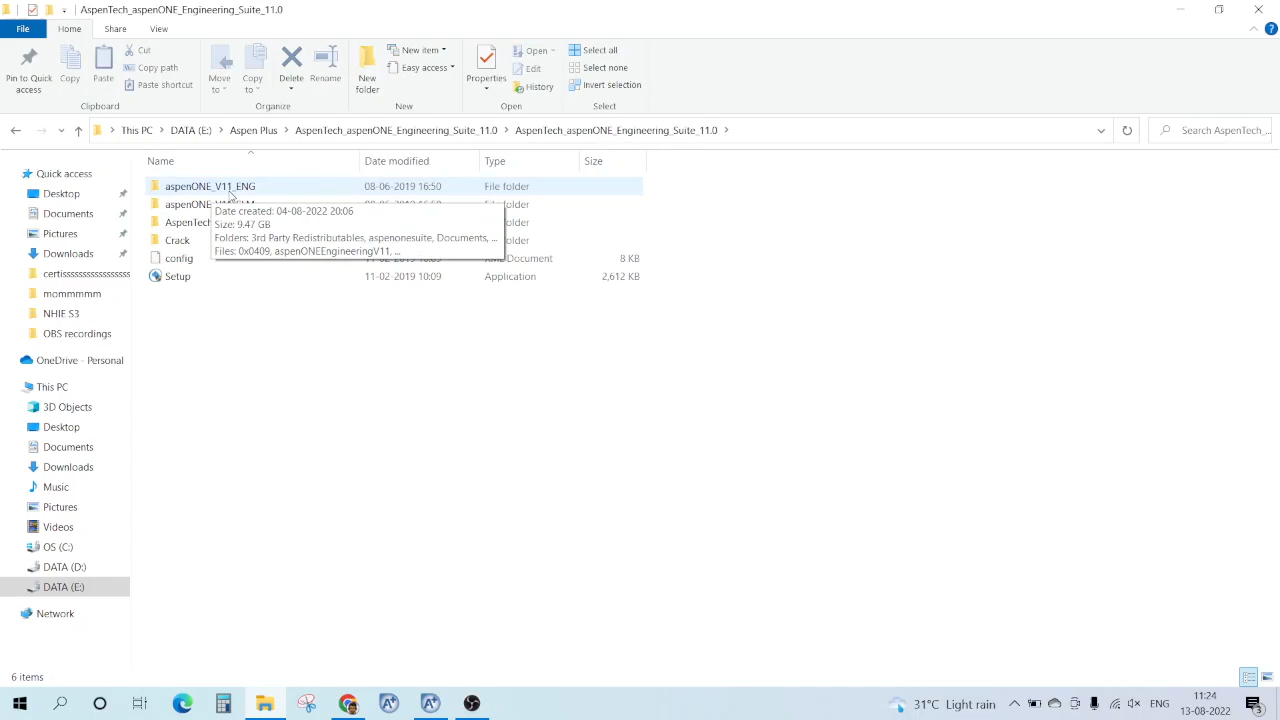 AspenTech_aspenONE_Engineering_Suite_11.0
File Home Share View
Pin to Quick access
Copy
Paste
Cut
Copy path
Paste shortcut
Clipboard
Move to
Copy to
Delete
Rename
Organize
New folder
New item
Easy access
New
Properties
Open
Edit
History
Open
Select all
Select none
Invert selection
Select
This PC DATA (E:) Aspen Plus AspenTech_aspenONE_Engineering_Suite_11.0 AspenTech_aspenONE_Engineering_Suite_11.0
Search AspenTech_...
Name Date modified Type Size
aspenONE_V11_ENG 08-06-2019 16:50 File folder
aspenONE
AspenTech
Crack
config XML Document 8 KB
Setup 11-02-2019 10:09 Application 2,612 KB
Date created: 04-08-2022 20:06
Size: 9.47 GB
Folders: 3rd Party Redistributables, aspenonesuite, Documents, ...
Files: 0x0409, aspenONEEngineeringV11, ...
Quick access
Desktop
Documents
Pictures
Downloads
certissssssssssssssssss
mommmmm
NHIE S3
OBS recordings
OneDrive - Personal
This PC
3D Objects
Desktop
Documents
Downloads
Music
Pictures
Videos
OS (C:)
DATA (D:)
DATA (E:)
Network
6 items
31°C Light rain
ENG
11:24
13-08-2022
3